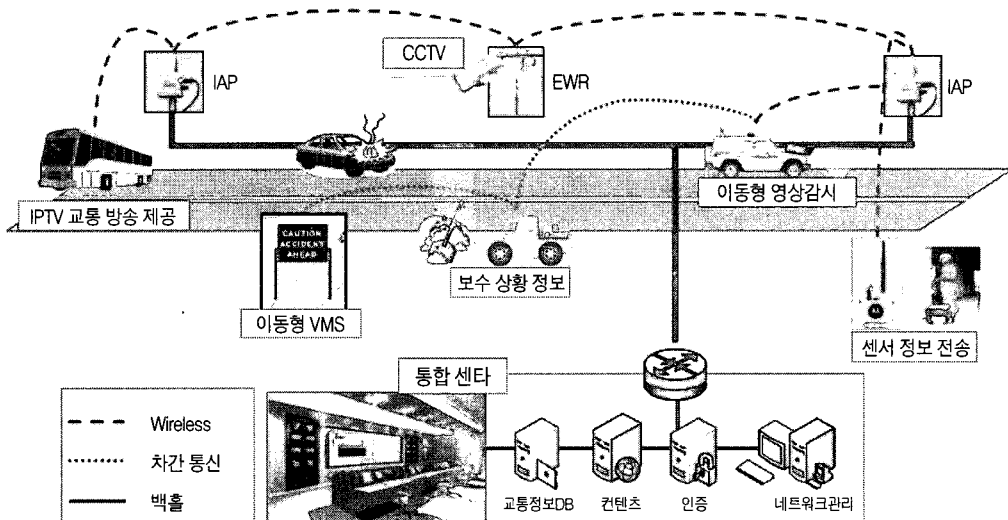 CCTV
IAP
EWR
IAP
IPTV 교통 방송 제공
이동형 영상감시
CAUTION
ACCIDENT
AHEAD
보수 상황 정보
이동형 VMS
센서 정보 전송
통합 센타
Wireless
차간 통신
백홀
교통정보DB
컨텐츠
인증
네트워크관리